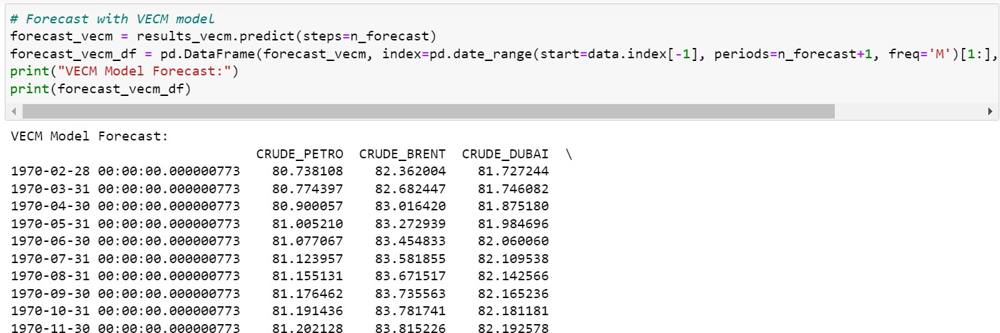 # Forecast with VECM model
forecast_vecm = results_vecm.predict(steps=n_forecast)
forecast_vecm_df = pd.DataFrame(forecast_vecm, index=pd.date_range(start=data.index[-1], periods=n_forecast+1, freq='M')[1:],
print("VECM Model Forecast:")
print(forecast_vecm_df)
VECM Model Forecast:
CRUDE_PETRO CRUDE_BRENT CRUDE_DUBAI \
1970-02-28 00:00:00.000000773 80.738108 82.362004 81.727244
1970-03-31 00:00:00.000000773 80.774397 82.682447 81.746082
1970-04-30 00:00:00.000000773 80.900057 83.016420 81.875180
1970-05-31 00:00:00.000000773 81.005210 83.272939 81.984696
1970-06-30 00:00:00.000000773 81.077067 83.454833 82.060060
1970-07-31 00:00:00.000000773 81.123957 83.581855 82.109538
1970-08-31 00:00:00.000000773 81.155131 83.671517 82.142566
1970-09-30 00:00:00.000000773 81.176462 83.735563 82.165236
1970-10-31 00:00:00.000000773 81.191436 83.781741 82.181181
1970-11-30 00:00:00.000000773 81.202128 83.815226 82.192578